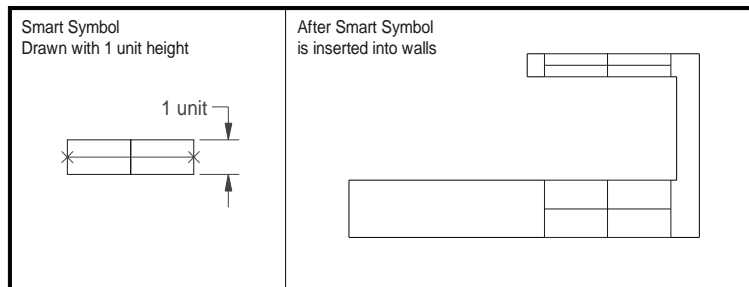 Smart Symbol
Drawn with 1 unit height
1 unit
After Smart Symbol
is inserted into walls